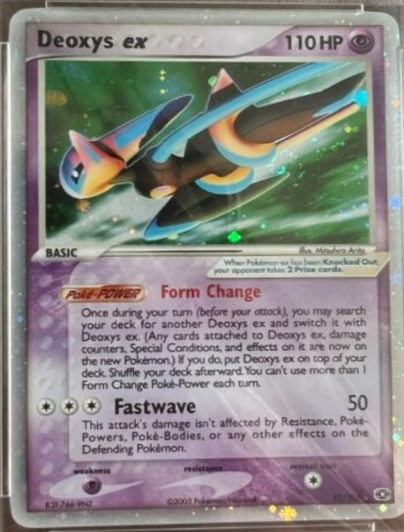 Deoxys ex
110 HP
BASIC
Illus. Mitsuhiro Arita
When Pokémon-ex has been Knocked Out,
your opponent takes 2 Prize cards.
Poké-POWER Form Change
Once during your turn (before your attack), you may search
your deck for another Deoxys ex and switch it with
Deoxys ex. (Any cards attached to Deoxys ex, damage
counters, Special Conditions, and effects on it are now on
the new Pokémon.) If you do, put Deoxys ex on top of your
deck. Shuffle your deck afterward. You can't use more than 1
Form Change Poké-Power each turn.
Fastwave 50
This attack's damage isn't affected by Resistance, Poké-
Powers, Poké-Bodies, or any other effects on the
Defending Pokémon.
weakness resistance retreat cost
©2005 Pokémon/Nintendo